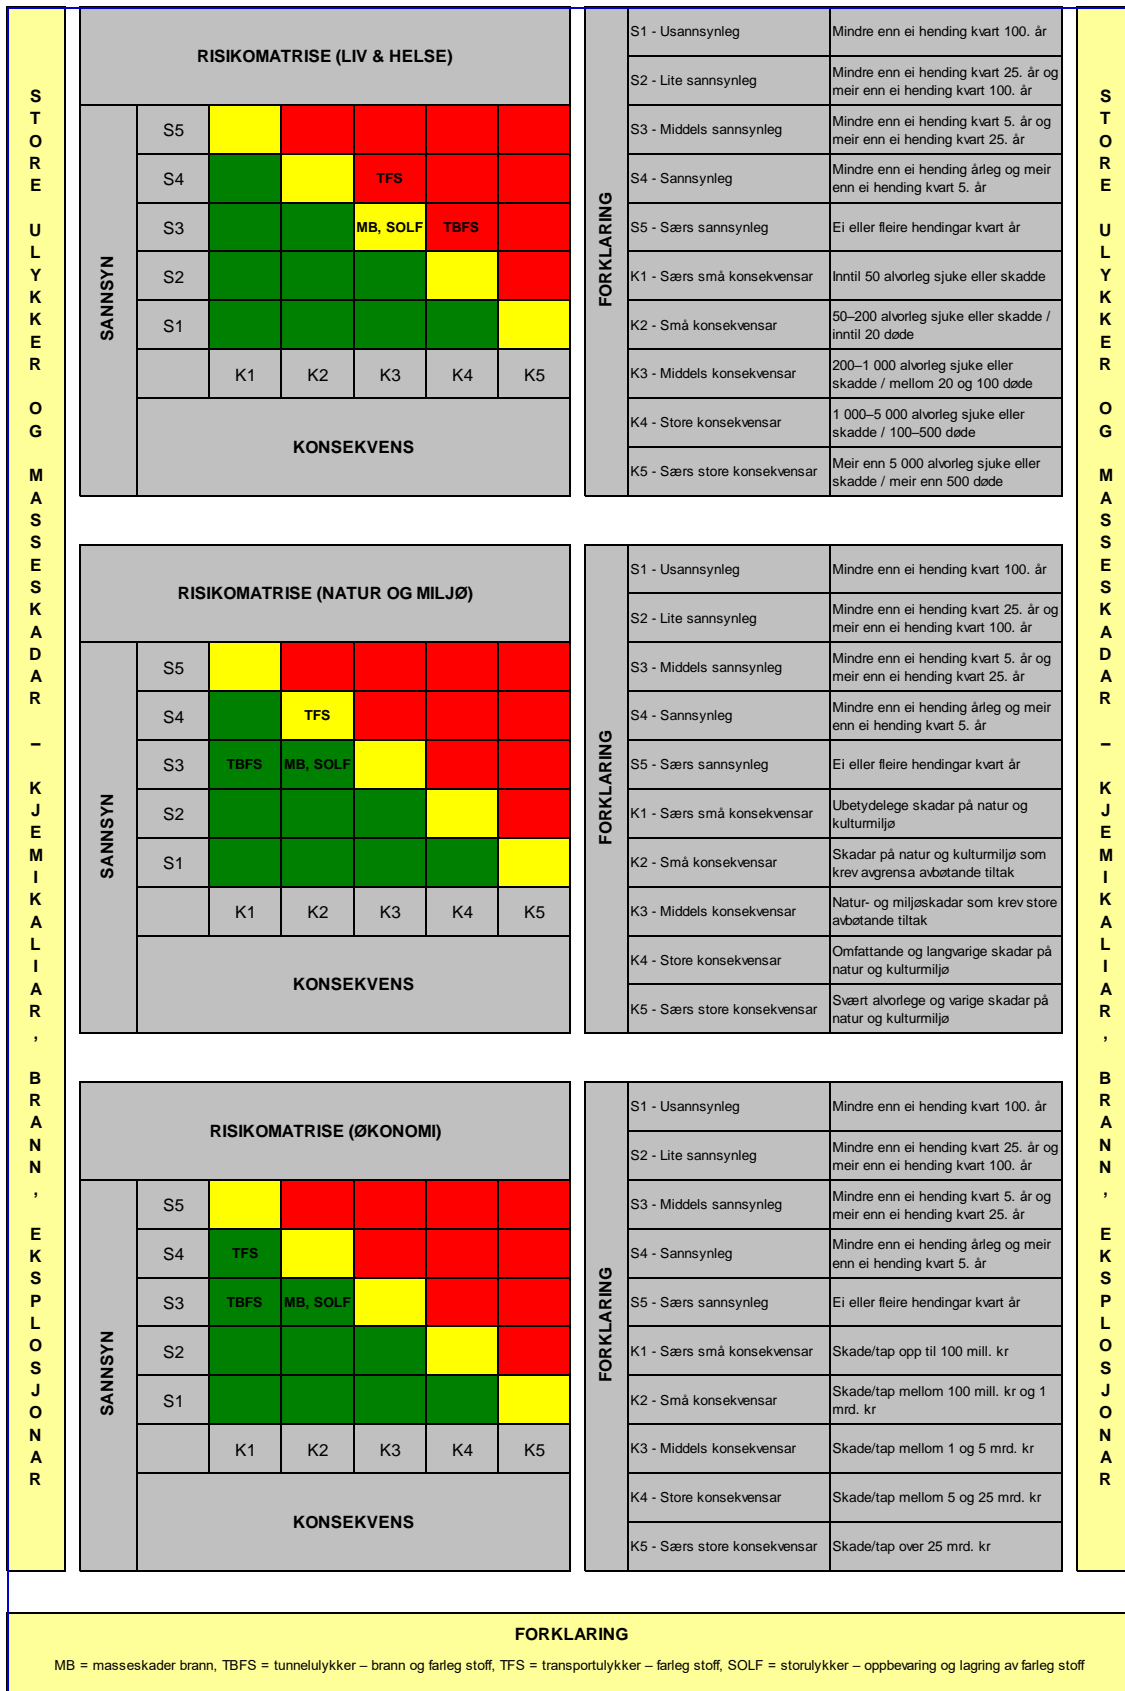 STORE ULYKKER OG MASSESKADAR – KJEMIKALIAR, BRANN, EKSPLOSJONAR
RISIKOMATRISE (LIV & HELSE)
SANNSYN
S5
S4 TFS
S3 MB, SOLF TBFS
S2
S1
K1 K2 K3 K4 K5
KONSEKVENS
FORKLARING
S1 - Usannsynleg Mindre enn ei hending kvart 100. år
S2 - Lite sannsynleg Mindre enn ei hending kvart 25. år og
meir enn ei hending kvart 100. år
S3 - Middels sannsynleg Mindre enn ei hending kvart 5. år og
meir enn ei hending kvart 25. år
S4 - Sannsynleg Mindre enn ei hending årleg og meir
enn ei hending kvart 5. år
S5 - Særs sannsynleg Ei eller fleire hendingar kvart år
K1 - Særs små konsekvensar Inntil 50 alvorleg sjuke eller skadde
K2 - Små konsekvensar 50–200 alvorleg sjuke eller skadde /
inntil 20 døde
K3 - Middels konsekvensar 200–1 000 alvorleg sjuke eller
skadde / mellom 20 og 100 døde
K4 - Store konsekvensar 1 000–5 000 alvorleg sjuke eller
skadde / 100–500 døde
K5 - Særs store konsekvensar Meir enn 5 000 alvorleg sjuke eller
skadde / meir enn 500 døde
RISIKOMATRISE (NATUR OG MILJØ)
SANNSYN
S5
S4 TFS
S3 TBFS MB, SOLF
S2
S1
K1 K2 K3 K4 K5
KONSEKVENS
FORKLARING
S1 - Usannsynleg Mindre enn ei hending kvart 100. år
S2 - Lite sannsynleg Mindre enn ei hending kvart 25. år og
meir enn ei hending kvart 100. år
S3 - Middels sannsynleg Mindre enn ei hending kvart 5. år og
meir enn ei hending kvart 25. år
S4 - Sannsynleg Mindre enn ei hending årleg og meir
enn ei hending kvart 5. år
S5 - Særs sannsynleg Ei eller fleire hendingar kvart år
K1 - Særs små konsekvensar Ubetydelege skadar på natur og
kulturmiljø
K2 - Små konsekvensar Skadar på natur og kulturmiljø som
krev avgrensa avbøtande tiltak
K3 - Middels konsekvensar Natur- og miljøskadar som krev store
avbøtande tiltak
K4 - Store konsekvensar Omfattande og langvarige skadar på
natur og kulturmiljø
K5 - Særs store konsekvensar Svært alvorlege og varige skadar på
natur og kulturmiljø
RISIKOMATRISE (ØKONOMI)
SANNSYN
S5
S4 TFS
S3 TBFS MB, SOLF
S2
S1
K1 K2 K3 K4 K5
KONSEKVENS
FORKLARING
S1 - Usannsynleg Mindre enn ei hending kvart 100. år
S2 - Lite sannsynleg Mindre enn ei hending kvart 25. år og
meir enn ei hending kvart 100. år
S3 - Middels sannsynleg Mindre enn ei hending kvart 5. år og
meir enn ei hending kvart 25. år
S4 - Sannsynleg Mindre enn ei hending årleg og meir
enn ei hending kvart 5. år
S5 - Særs sannsynleg Ei eller fleire hendingar kvart år
K1 - Særs små konsekvensar Skade/tap opp til 100 mill. kr
K2 - Små konsekvensar Skade/tap mellom 100 mill. kr og 1
mrd. kr
K3 - Middels konsekvensar Skade/tap mellom 1 og 5 mrd. kr
K4 - Store konsekvensar Skade/tap mellom 5 og 25 mrd. kr
K5 - Særs store konsekvensar Skade/tap over 25 mrd. kr
STORE ULYKKER OG MASSESKADAR – KJEMIKALIAR, BRANN, EKSPLOSJONAR
FORKLARING
MB = masseskader brann, TBFS = tunnelulykker – brann og farleg stoff, TFS = transportulykker – farleg stoff, SOLF = storulykker – oppbevaring og lagring av farleg stoff